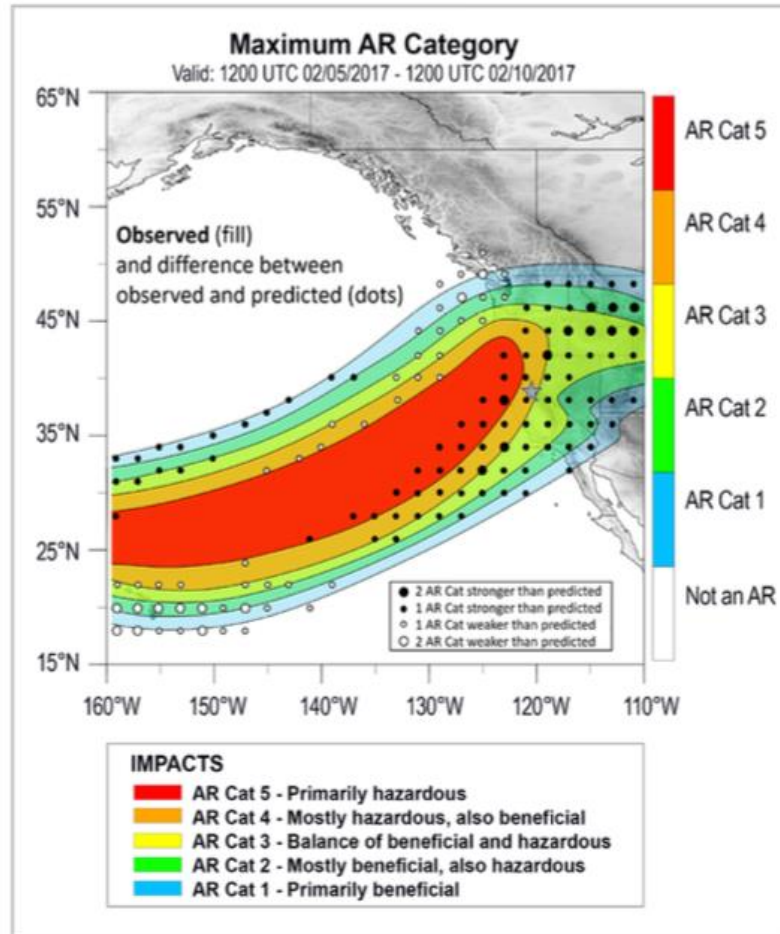 Maximum AR Category
Valid: 1200 UTC 02/05/2017 - 1200 UTC 02/10/2017
65°N
55°N
45°N
35°N
25°N
15°N
Observed (fill)
and difference between
observed and predicted (dots)
2 AR Cat stronger than predicted
1 AR Cat stronger than predicted
1 AR Cat weaker than predicted
2 AR Cat weaker than predicted
160°W 150°W 140°W 130°W 120°W 110°W
AR Cat 5
AR Cat 4
AR Cat 3
AR Cat 2
AR Cat 1
Not an AR
IMPACTS
AR Cat 5 - Primarily hazardous
AR Cat 4 - Mostly hazardous, also beneficial
AR Cat 3 - Balance of beneficial and hazardous
AR Cat 2 - Mostly beneficial, also hazardous
AR Cat 1 - Primarily beneficial